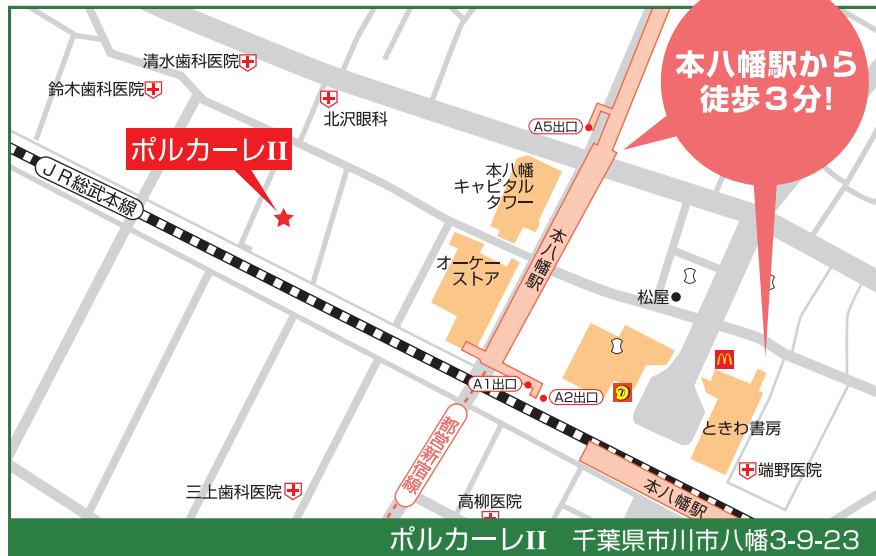 清水歯科医院
鈴木歯科医院
北沢眼科
ポルカーレII
JR総武本線
A5出口
本八幡駅から
徒歩3分!
本八幡
キャピタル
タワー
オーケー
ストア
本八幡駅
松屋
A1出口
A2出口
ときわ書房
端野医院
都営新宿線
三上歯科医院
高柳医院
本八幡駅
ポルカーレII 千葉県市川市八幡3-9-23